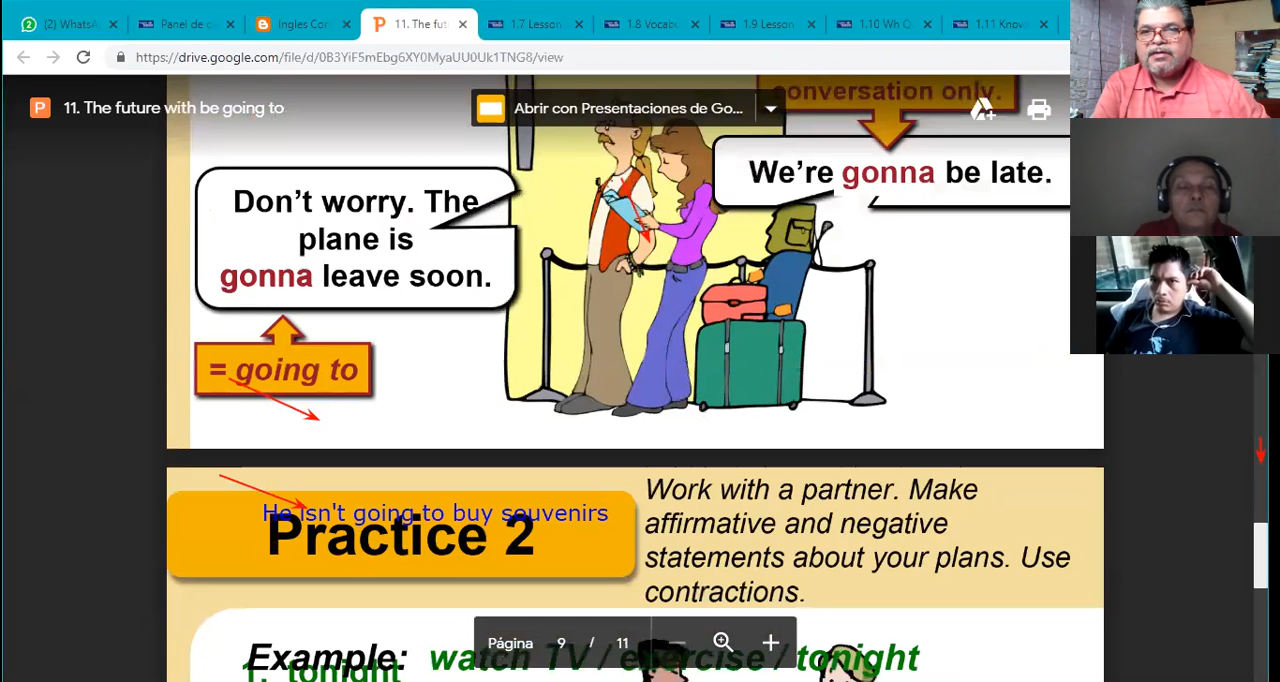 (2) WhatsA
Panel de c
Ingles Con
11. The fut
1.7 Lesson
1.8 Vocabu
1.9 Lesson
1.10 Wh Q
1.11 Know
https://drive.google.com/file/d/0B3YiF5mEbg6XY0MyaUU0Uk1TNG8/view
11. The future with be going to
Abrir con Presentaciones de Go...
conversation only.
We're gonna be late.
Don't worry. The
plane is
gonna leave soon.
= going to
He isn't going to buy souvenirs
Practice 2
Work with a partner. Make
affirmative and negative
statements about your plans. Use
contractions.
Página 9 / 11
Example: watch TV / exercise / tonight
1. tonight